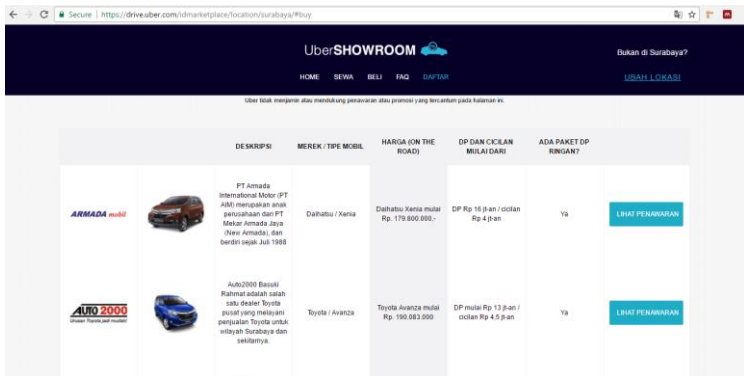 Secure | https://drive.uber.com/idmarketplace/location/surabaya/#buy
UberSHOWROOM
Bukan di Surabaya?
HOME SEWA BELI FAQ DAFTAR
UBAH LOKASI
Uber tidak menjamin atau mendukung penawaran atau promosi yang tercantum pada halaman ini.
DESKRIPSI
MEREK / TIPE MOBIL
HARGA (ON THE
ROAD)
DP DAN CICILAN
MULAI DARI
ADA PAKET DP
RINGAN?
ARMADA mobil
PT Armada
International Motor (PT
AIM) merupakan anak
perusahaan dari PT
Mekar Armada Jaya
(New Armada), dan
berdiri sejak Juli 1988
Daihatsu / Xenia
Daihatsu Xenia mulai
Rp. 179.800.000,-
DP Rp 16 jt-an / cicilan
Rp 4 jt-an
Ya
LIHAT PENAWARAN
AUTO 2000
Urusan Toyota jadi mudah!
Auto2000 Basuki
Rahmat adalah salah
satu dealer Toyota
pusat yang melayani
penjualan Toyota untuk
wilayah Surabaya dan
sekitarnya.
Toyota / Avanza
Toyota Avanza mulai
Rp. 190.083.000
DP mulai Rp 13 jt-an /
cicilan Rp 4,5 jt-an
Ya
LIHAT PENAWARAN